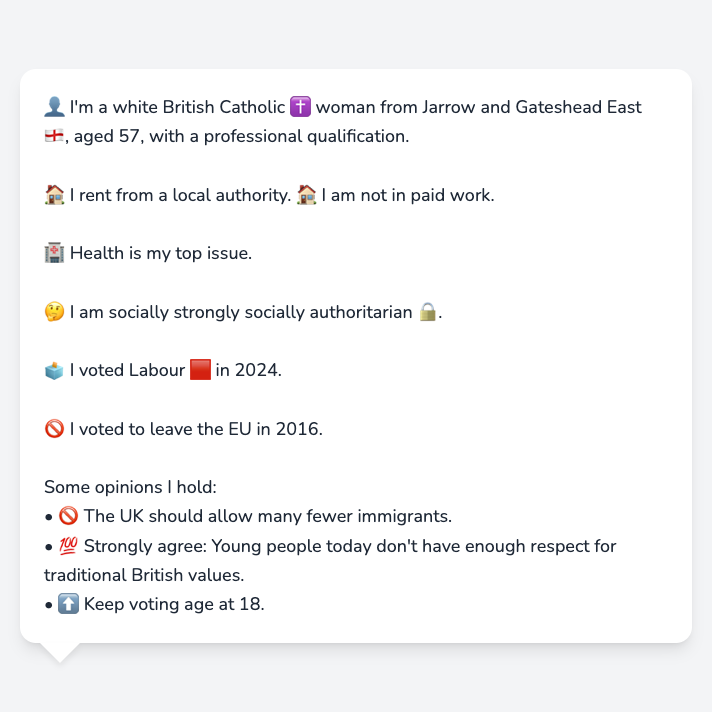 👤 I'm a white British Catholic ✝️ woman from Jarrow and Gateshead East
🏴󠁧󠁢󠁥󠁮󠁧󠁿, aged 57, with a professional qualification.
🏠 I rent from a local authority. 🏠 I am not in paid work.
🏥 Health is my top issue.
🤔 I am socially strongly socially authoritarian 🔒.
🗳️ I voted Labour 🟥 in 2024.
🚫 I voted to leave the EU in 2016.
Some opinions I hold:
• 🚫 The UK should allow many fewer immigrants.
• 💯 Strongly agree: Young people today don't have enough respect for
traditional British values.
• ⬆️ Keep voting age at 18.